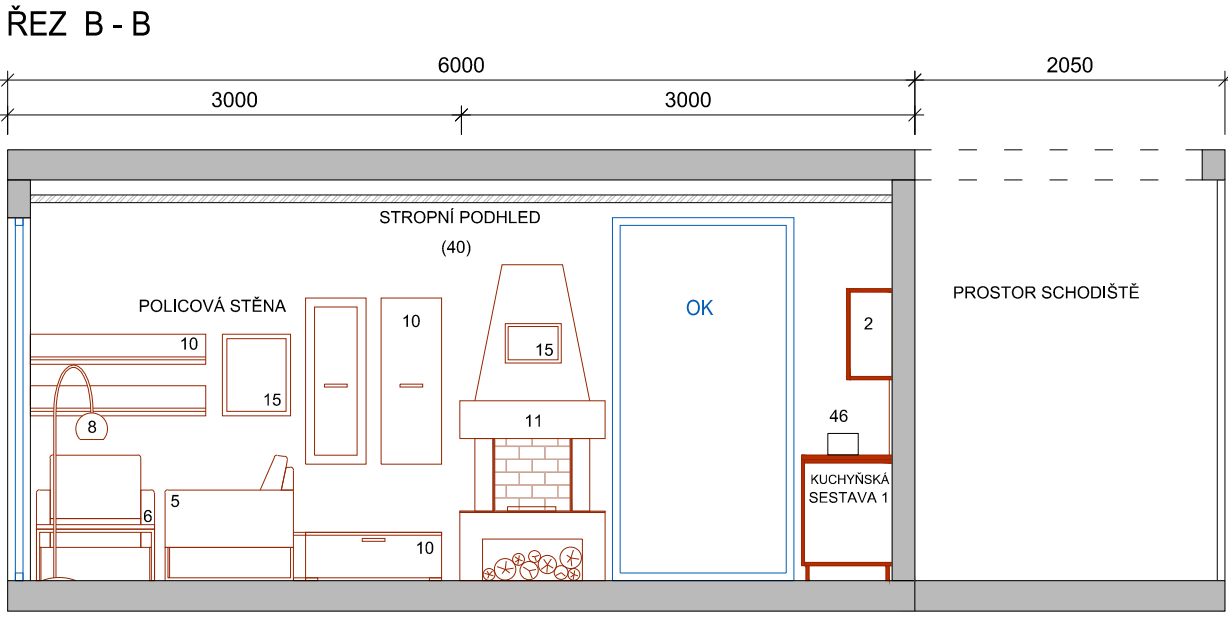 ŘEZ B - B
6000
2050
3000
3000
STROPNÍ PODHLED
(40)
PROSTOR SCHODIŠTĚ
POLICOVÁ STĚNA
OK
10
2
10
15
15
46
11
8
KUCHYŇSKÁ
SESTAVA 1
5
6
10